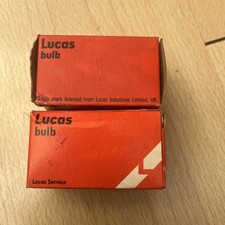 Lucas
bulb
Trade mark licensed from Lucas Industries Limited, UK.
Lucas
bulb
Lucas Service